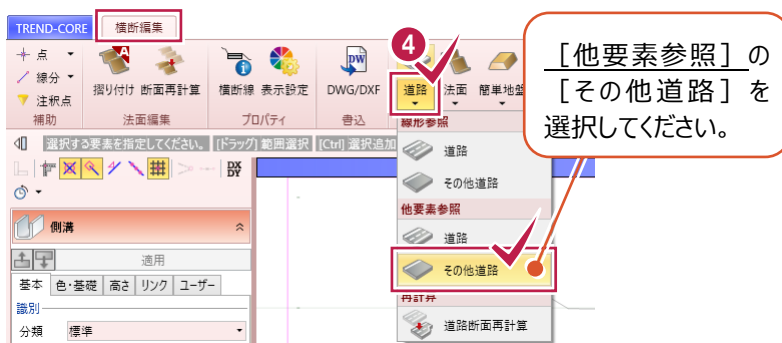 TREND-CORE 横断編集
点
線分
注釈点
補助
摺り付け 断面再計算
法面編集
横断線 表示設定
プロパティ
DWG/DXF
書込
4
道路 法面 簡単地盤
選択する要素を指定してください。 [ドラッグ] 範囲選択 [Ctrl] 選択追加
線形参照
道路
その他道路
他要素参照
道路
その他道路
再計算
道路断面再計算
側溝
適用
基本 色・基礎 高さ リンク ユーザー
識別
分類 標準
［他要素参照］の
［その他道路］を
選択してください。